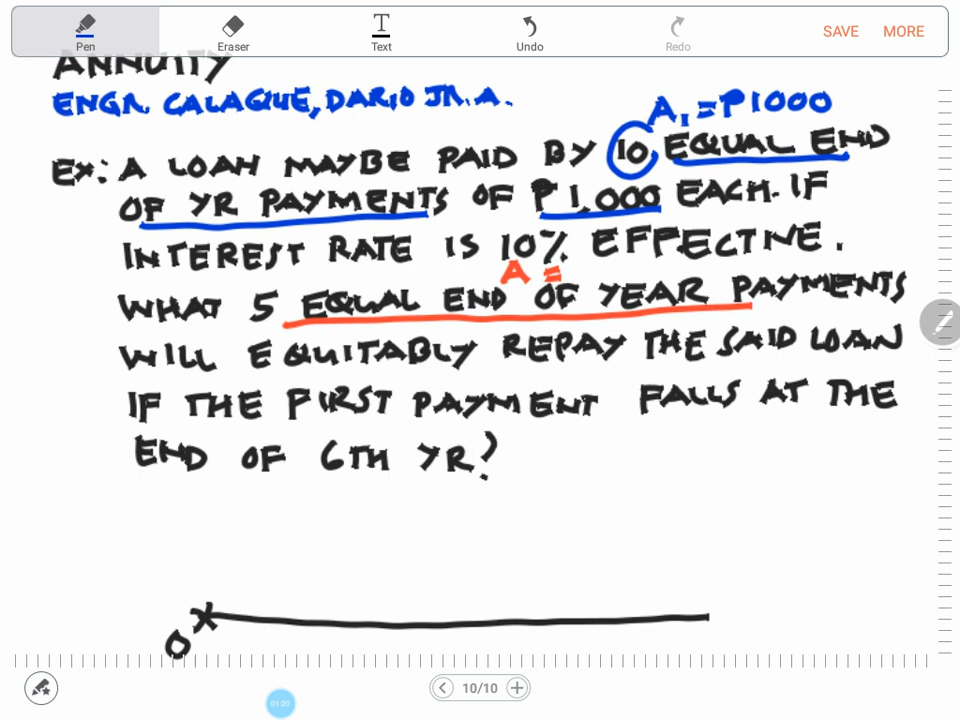 Pen
Eraser
T
Text
Undo
Redo
SAVE
MORE
ANNUITY
ENGR. CALAGUE, DARIO JR. A.
A₁ = ₱1000
EX: A LOAN MAYBE PAID BY 10 EQUAL END
OF YR PAYMENTS OF ₱1,000 EACH. IF
INTEREST RATE IS 10% EFFECTIVE.
A =
WHAT 5 EQUAL END OF YEAR PAYMENTS
WILL EQUITABLY REPAY THE SAID LOAN
IF THE FIRST PAYMENT FALLS AT THE
END OF 6TH YR?
0
10/10
01:20